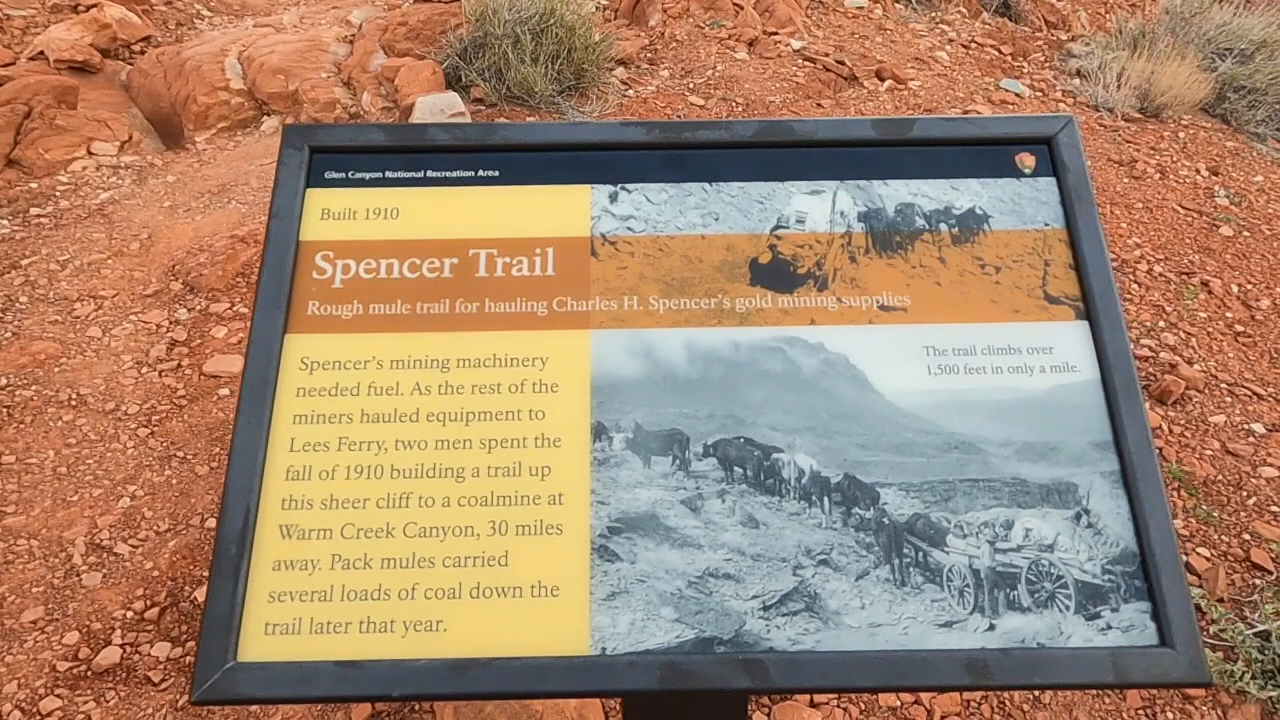 Glen Canyon National Recreation Area
Built 1910
Spencer Trail
Rough mule trail for hauling Charles H. Spencer's gold mining supplies
Spencer's mining machinery
needed fuel. As the rest of the
miners hauled equipment to
Lees Ferry, two men spent the
fall of 1910 building a trail up
this sheer cliff to a coalmine at
Warm Creek Canyon, 30 miles
away. Pack mules carried
several loads of coal down the
trail later that year.
The trail climbs over
1,500 feet in only a mile.